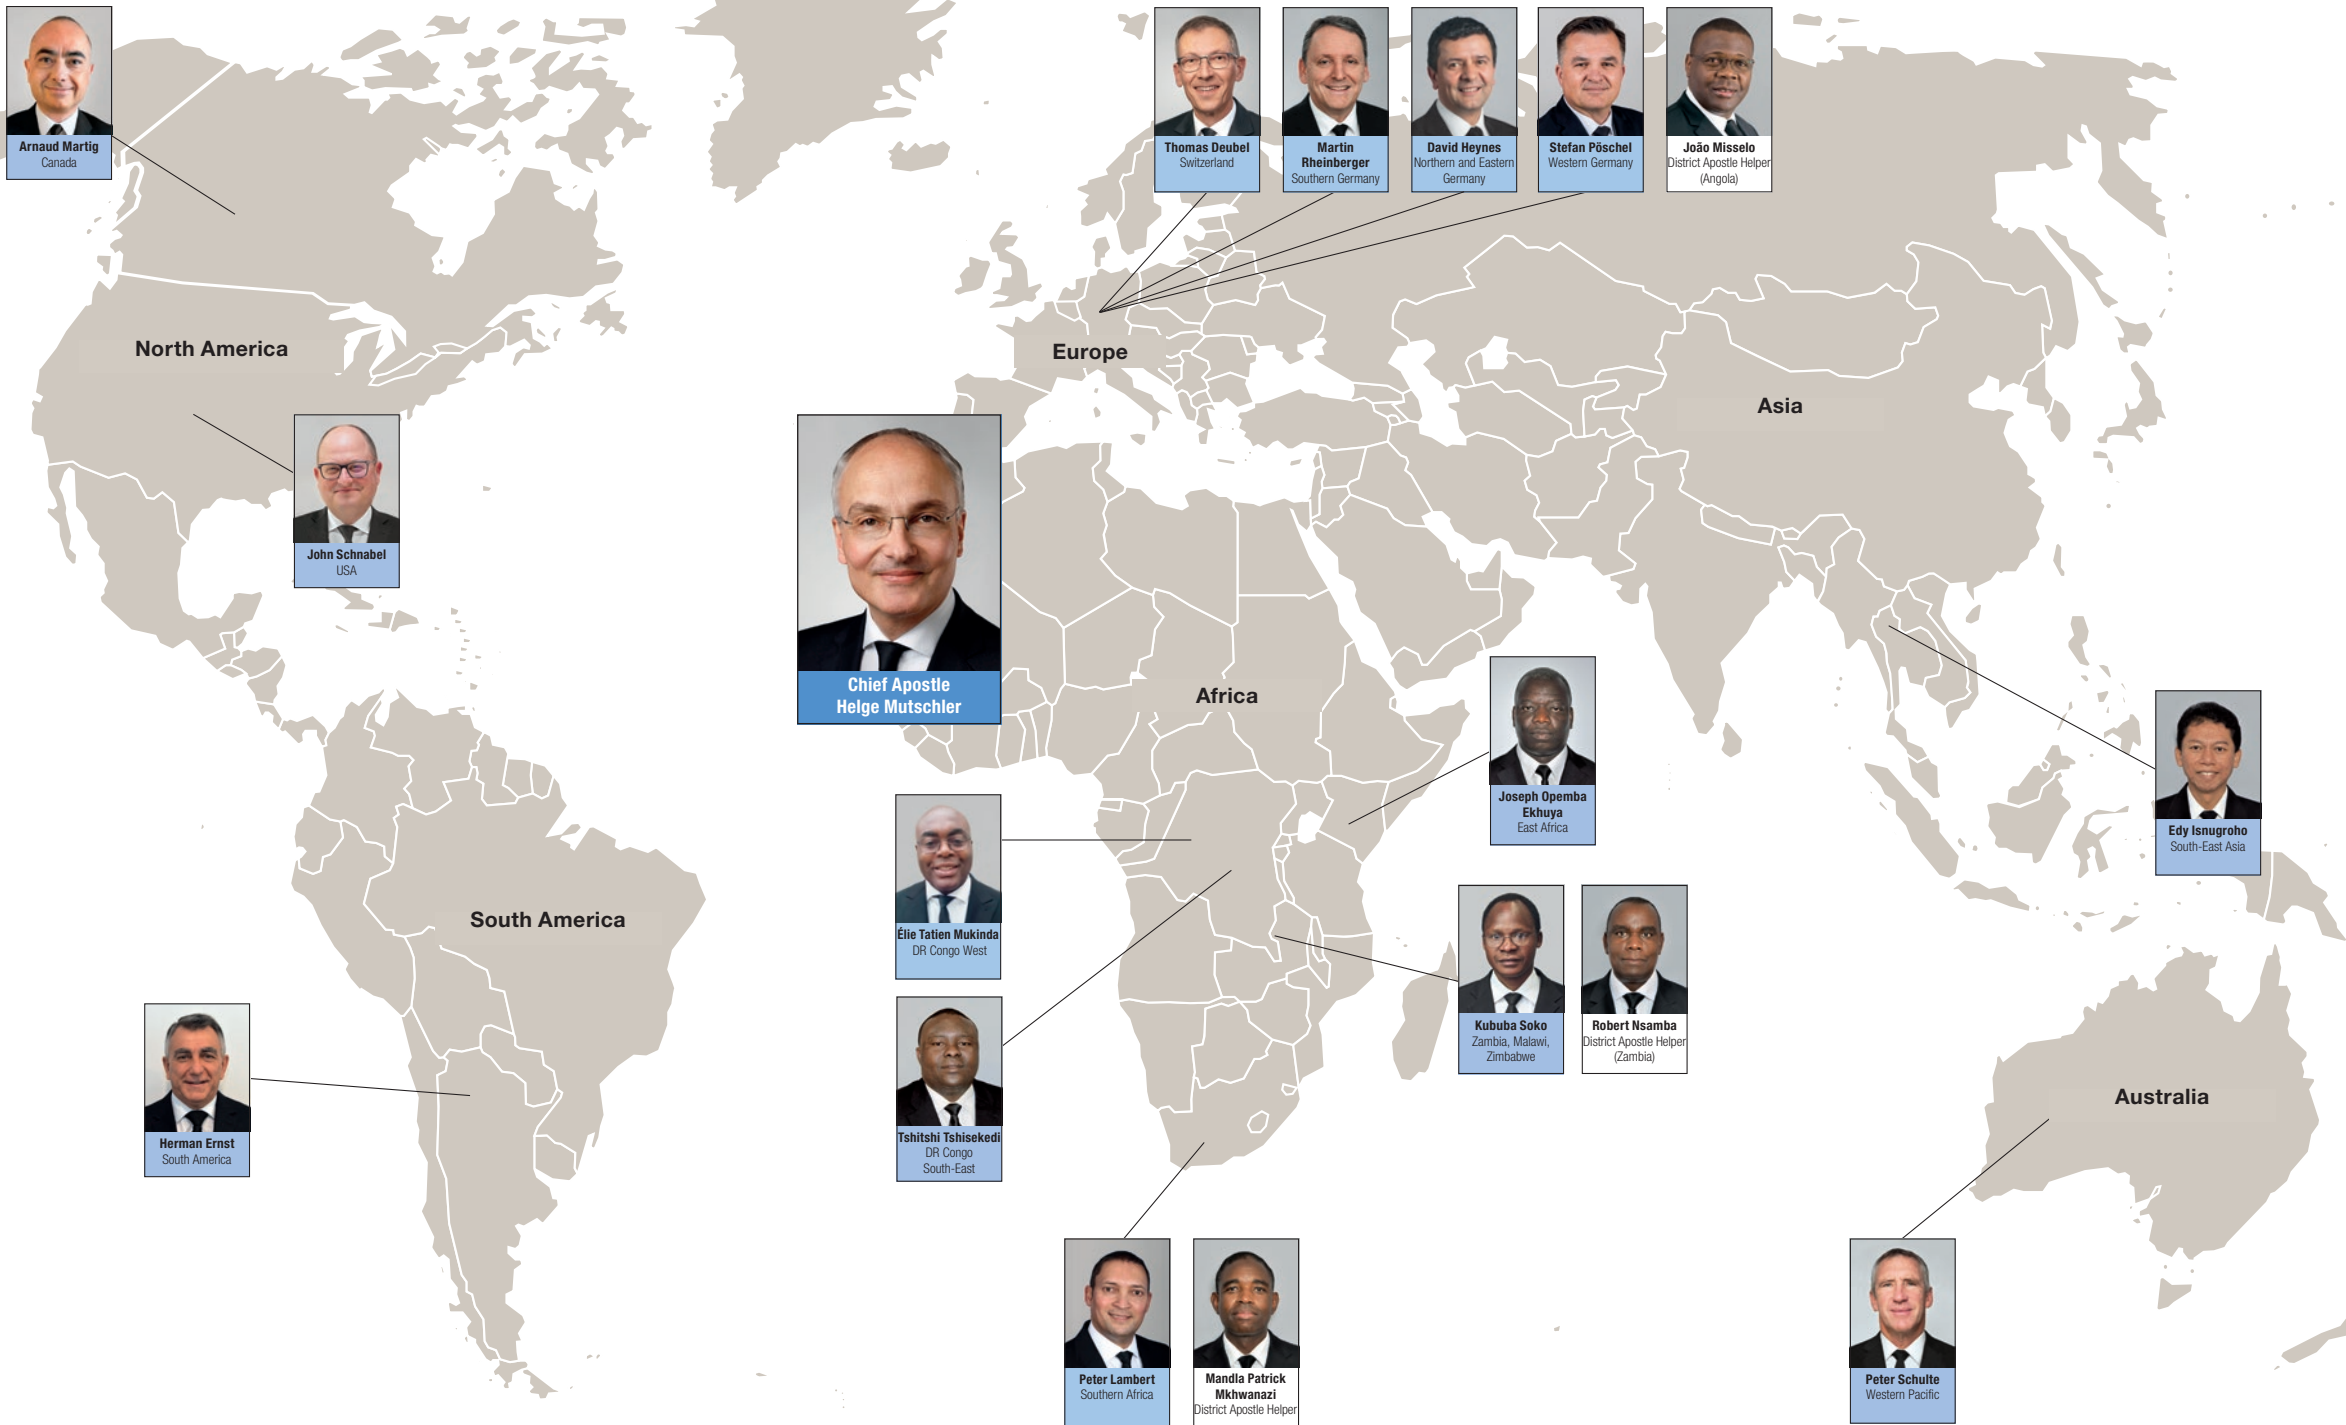 Arnaud Martig
Canada
Thomas Deubel
Switzerland
Martin
Rheinberger
Southern Germany
David Heynes
Northern and Eastern
Germany
Stefan Pöschel
Western Germany
João Misselo
District Apostle Helper
(Angola)
North America
Europe
Asia
John Schnabel
USA
Chief Apostle
Helge Mutschler
Africa
Joseph Opemba
Ekhuya
East Africa
Edy Isnugroho
South-East Asia
South America
Élie Tatien Mukinda
DR Congo West
Kububa Soko
Zambia, Malawi,
Zimbabwe
Robert Nsamba
District Apostle Helper
(Zambia)
Herman Ernst
South America
Tshitshi Tshisekedi
DR Congo
South-East
Australia
Peter Lambert
Southern Africa
Mandla Patrick
Mkhwanazi
District Apostle Helper
Peter Schulte
Western Pacific